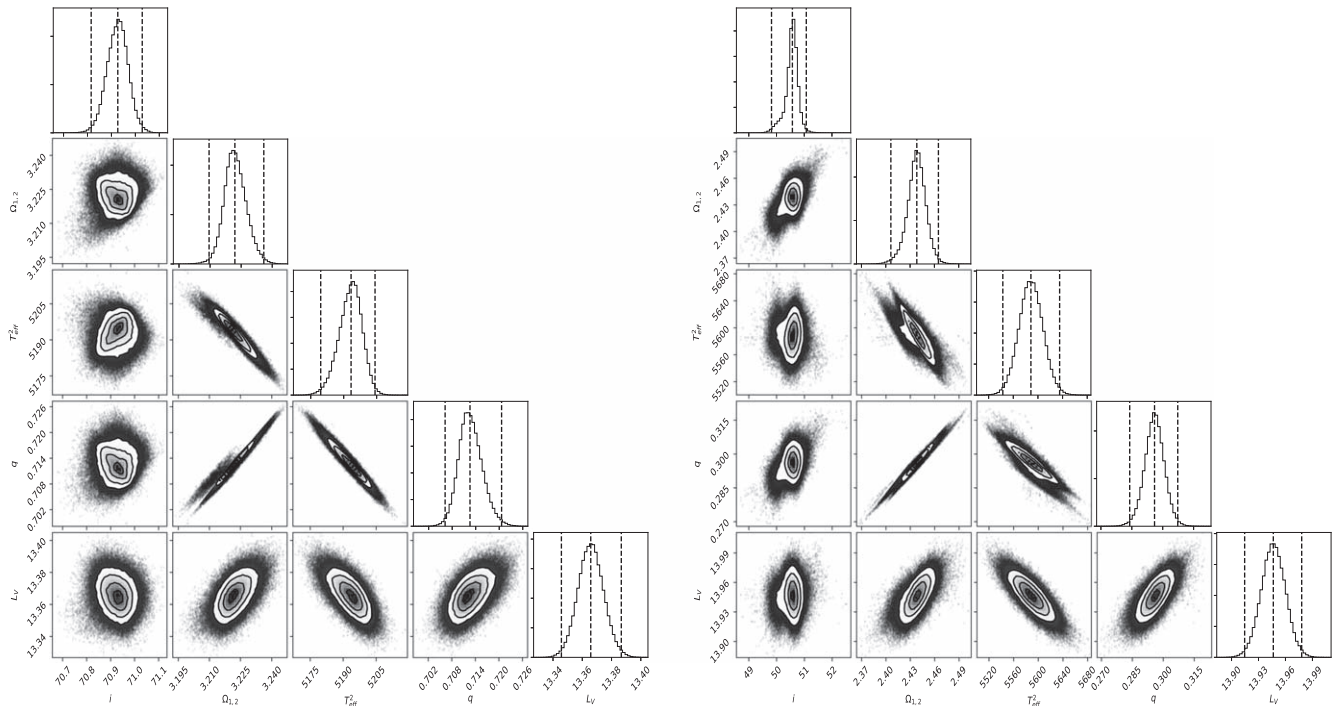 3.240
3.225
3.210
3.195
Ω1,2
5205
5190
5175
T²eff
0.726
0.720
0.714
0.708
0.702
q
13.40
13.38
13.36
13.34
LV
70.7 70.8 70.9 71.0 71.1
3.195 3.210 3.225 3.240
5175 5190 5205
0.702 0.708 0.714 0.720 0.726
13.34 13.36 13.38 13.40
i Ω1,2 T²eff q LV
2.49
2.46
2.43
2.40
2.37
Ω1,2
5680
5640
5600
5560
5520
T²eff
0.315
0.300
0.285
0.270
q
13.99
13.96
13.93
13.90
LV
49 50 51 52
2.37 2.40 2.43 2.46 2.49
5520 5560 5600 5640 5680
0.270 0.285 0.300 0.315
13.90 13.93 13.96 13.99
i Ω1,2 T²eff q LV